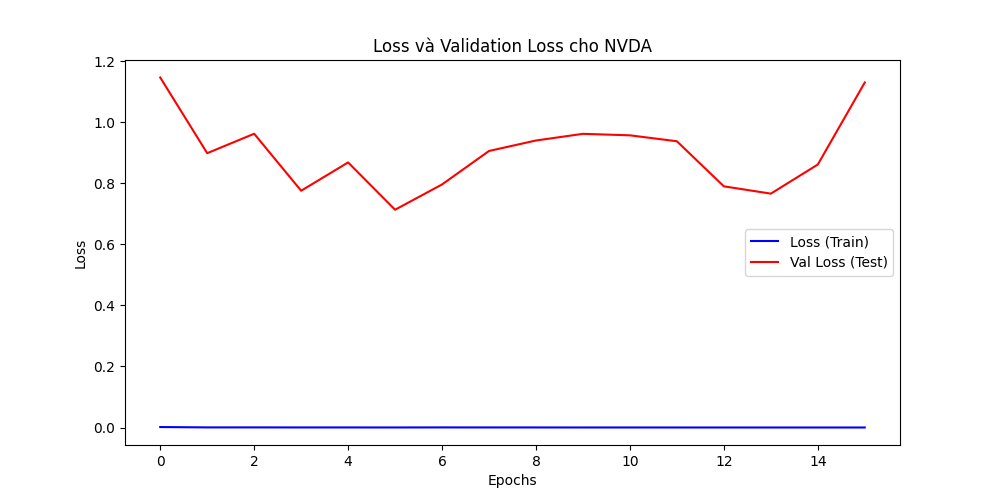 Loss và Validation Loss cho NVDA
Loss
1.2
1.0
0.8
0.6
0.4
0.2
0.0
Loss (Train)
Val Loss (Test)
0 2 4 6 8 10 12 14
Epochs